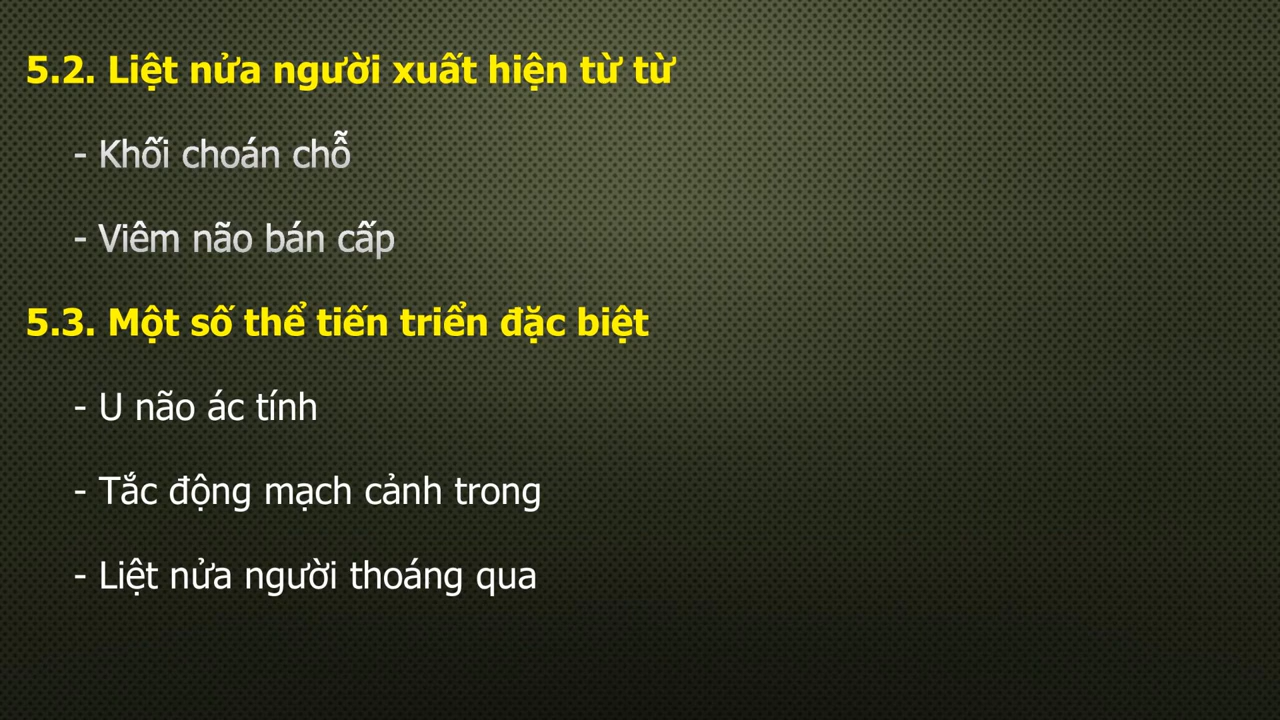 5.2. Liệt nửa người xuất hiện từ từ
- Khối choán chỗ
- Viêm não bán cấp
5.3. Một số thể tiến triển đặc biệt
- U não ác tính
- Tắc động mạch cảnh trong
- Liệt nửa người thoáng qua